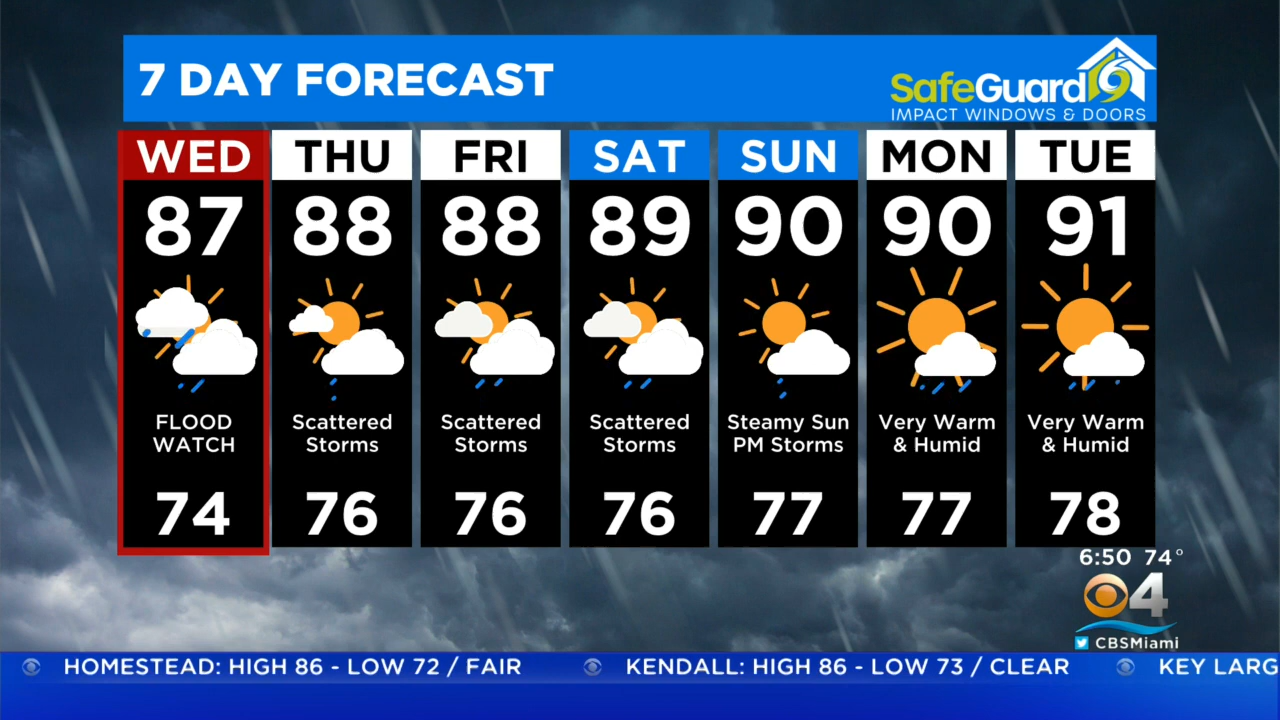 7 DAY FORECAST
SafeGuard
IMPACT WINDOWS & DOORS
WED THU FRI SAT SUN MON TUE
87 88 88 89 90 90 91
FLOOD Scattered Scattered Scattered Steamy Sun Very Warm Very Warm
WATCH Storms Storms Storms PM Storms & Humid & Humid
74 76 76 76 77 77 78
6:50 74°
4
CBSMiami
HOMESTEAD: HIGH 86 - LOW 72 / FAIR KENDALL: HIGH 86 - LOW 73 / CLEAR KEY LARG